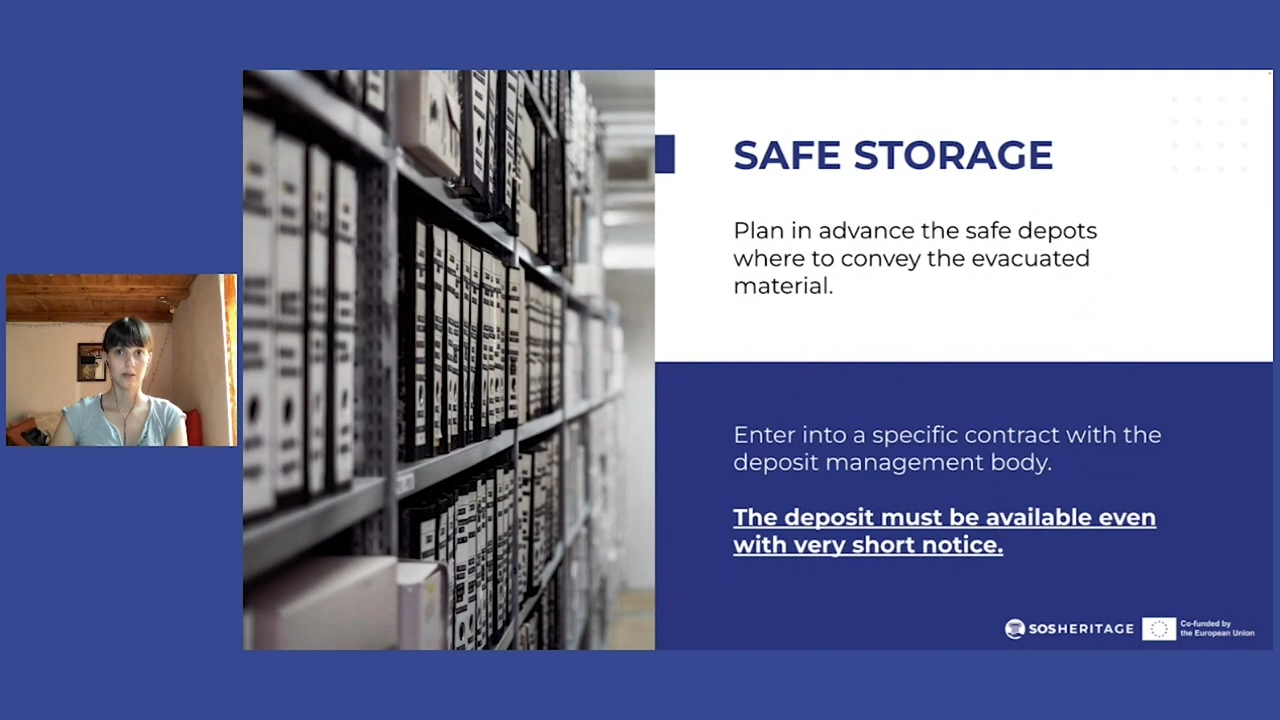 SAFE STORAGE
Plan in advance the safe depots
where to convey the evacuated
material.
Enter into a specific contract with the
deposit management body.
The deposit must be available even
with very short notice.
SOSHERITAGE
Co-funded by
the European Union